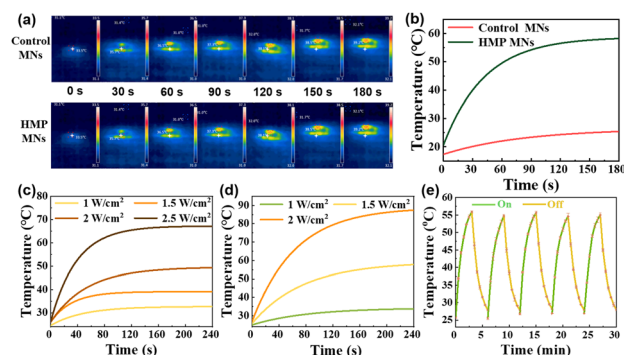 (a)
Control
MNs
0 s 30 s 60 s 90 s 120 s 150 s 180 s
HMP
MNs
(b)
Control MNs
HMP MNs
Temperature (°C)
60
50
40
30
20
10
0 30 60 90 120 150 180
Time (s)
(c)
1 W/cm² 1.5 W/cm²
2 W/cm² 2.5 W/cm²
Temperature (°C)
80
70
60
50
40
30
0 40 80 120 160 200 240
Time (s)
(d)
1 W/cm² 1.5 W/cm²
2 W/cm²
Temperature (°C)
90
80
70
60
50
40
30
0 40 80 120 160 200 240
Time (s)
(e)
On Off
Temperature (°C)
60
55
50
45
40
35
30
25
0 5 10 15 20 25 30
Time (min)